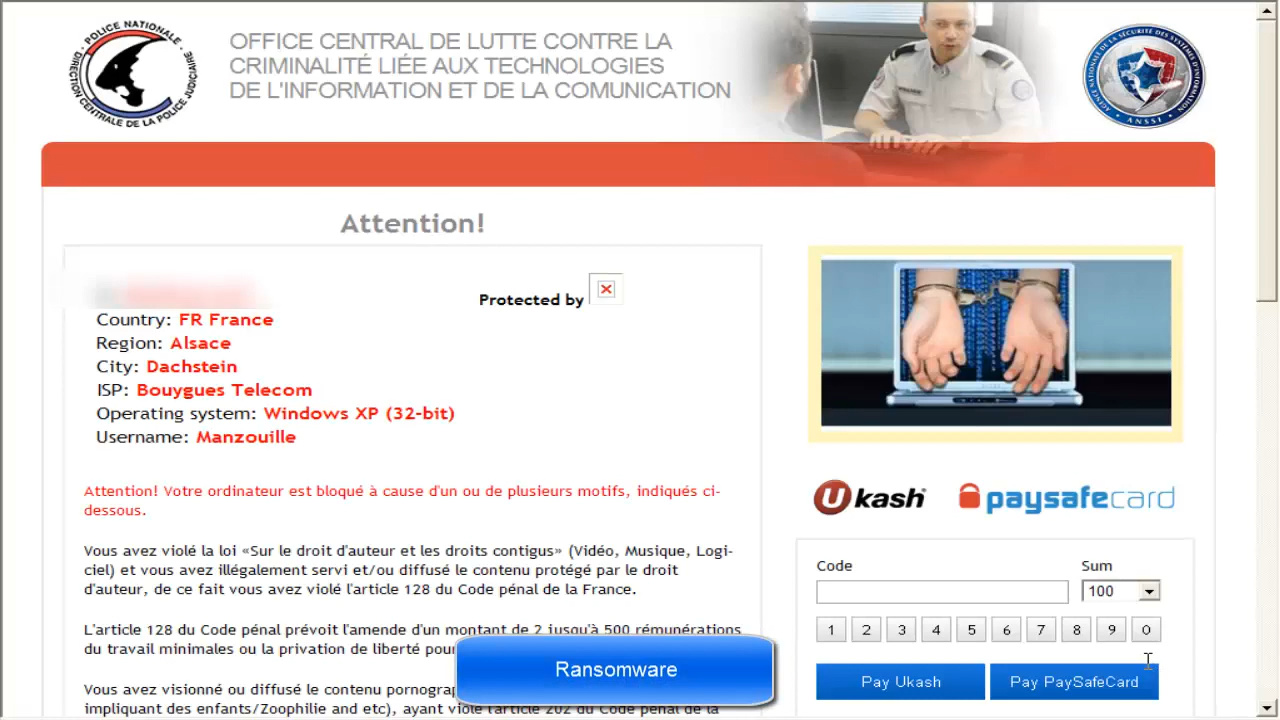 POLICE NATIONALE
DIRECTION CENTRALE DE LA POLICE JUDICIAIRE
OFFICE CENTRAL DE LUTTE CONTRE LA
CRIMINALITÉ LIÉE AUX TECHNOLOGIES
DE L'INFORMATION ET DE LA COMUNICATION
AGENCE NATIONALE DE LA SÉCURITÉ DES SYSTÈMES D'INFORMATION
ANSSI
Attention!
Protected by
Country: FR France
Region: Alsace
City: Dachstein
ISP: Bouygues Telecom
Operating system: Windows XP (32-bit)
Username: Manzouille
Attention! Votre ordinateur est bloqué à cause d'un ou de plusieurs motifs, indiqués ci-
dessous.
Vous avez violé la loi «Sur le droit d'auteur et les droits contigus» (Vidéo, Musique, Logi-
ciel) et vous avez illégalement servi et/ou diffusé le contenu protégé par le droit
d'auteur, de ce fait vous avez violé l'article 128 du Code pénal de la France.
L'article 128 du Code pénal prévoit l'amende d'un montant de 2 jusqu'à 500 rémunérations
du travail minimales ou la privation de liberté pour
Vous avez visionné ou diffusé le contenu pornog
impliquant des enfants/Zoophilie and etc), ayant violé l'article 202 du Code pénal de la
Ransomware
Ukash
paysafecard
Code Sum
100
1 2 3 4 5 6 7 8 9 0
Pay Ukash Pay PaySafeCard